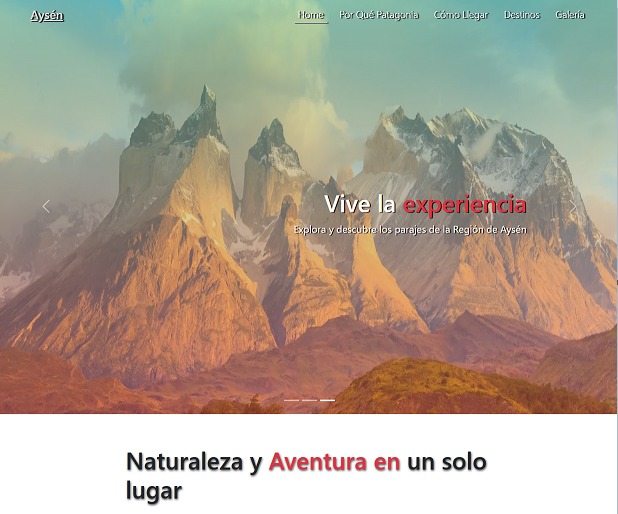 Aysén
Home Por Qué Patagonia Cómo Llegar Destinos Galería
Vive la experiencia
Explora y descubre los parajes de la Región de Aysén
Naturaleza y Aventura en un solo
lugar